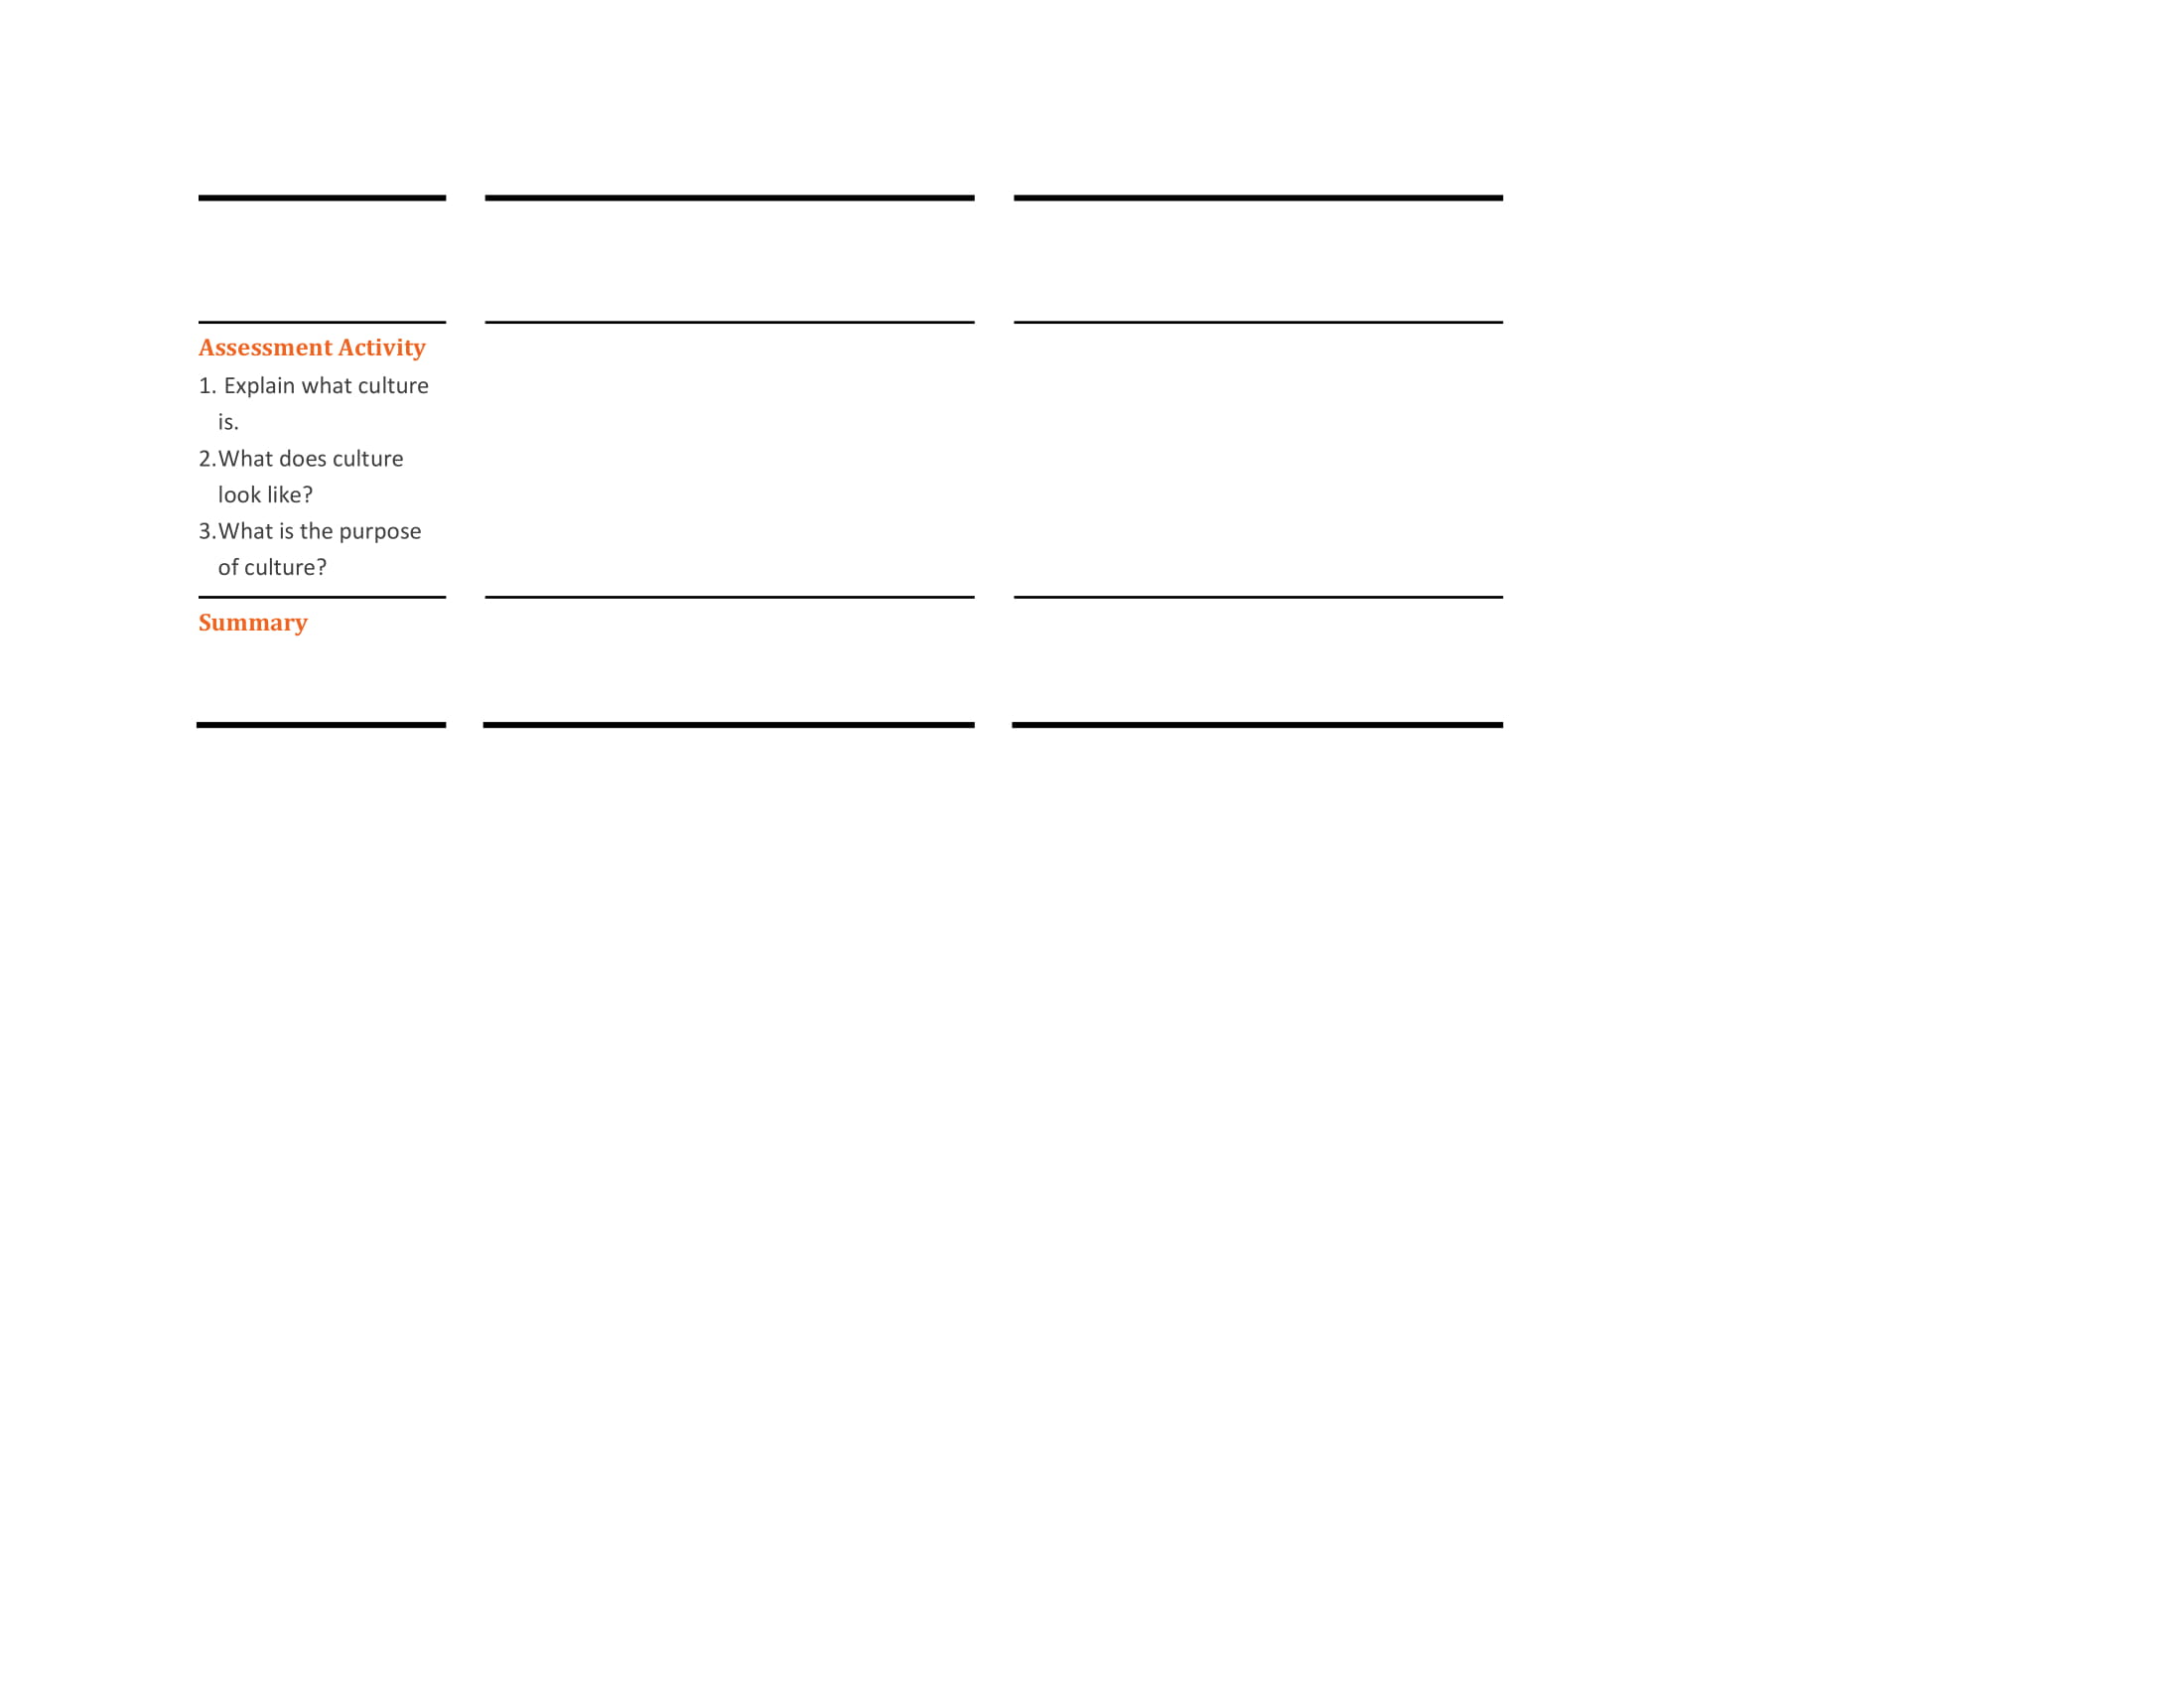 Assessment Activity
1. Explain what culture
is.
2.What does culture
look like?
3.What is the purpose
of culture?
Summary